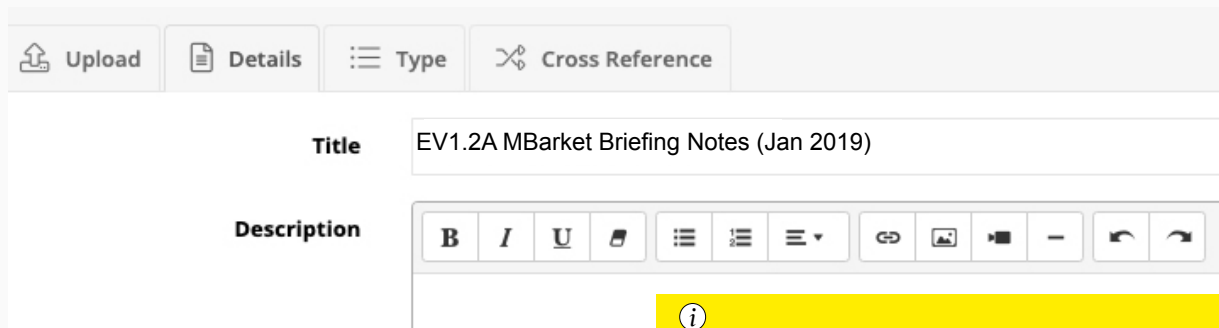 Upload Details Type Cross Reference
Title EV1.2A MBarket Briefing Notes (Jan 2019)
Description B I U
i